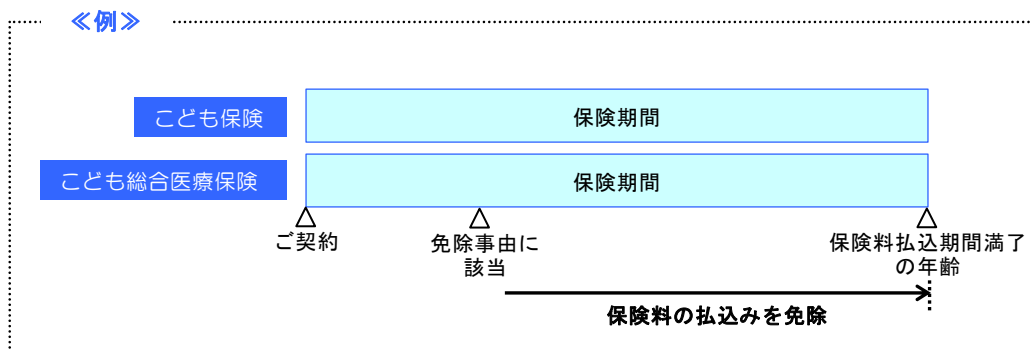 ≪例≫
こども保険
保険期間
こども総合医療保険
保険期間
ご契約
免除事由に
該当
保険料払込期間満了
の年齢
保険料の払込みを免除